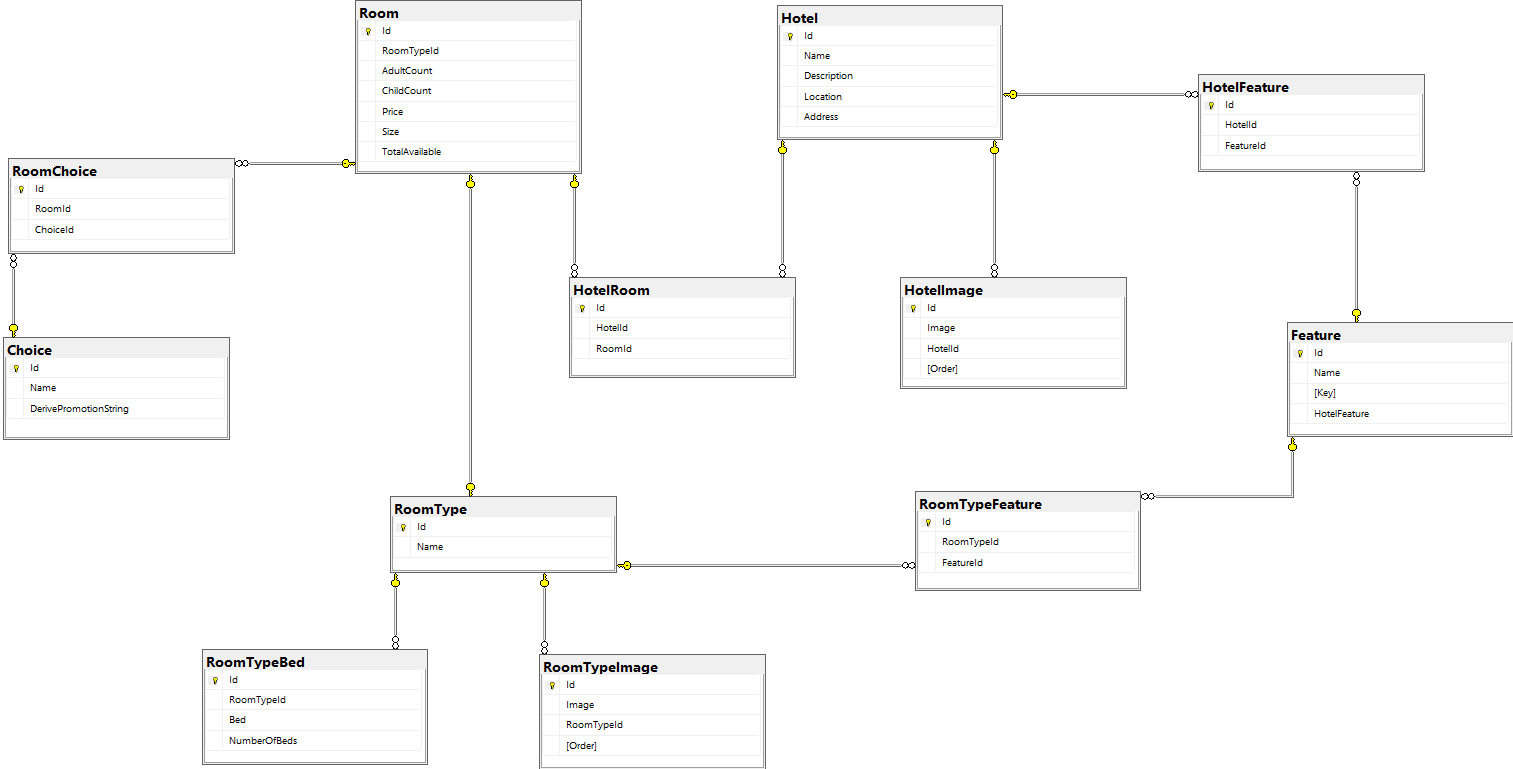 Room
Id
RoomTypeId
AdultCount
ChildCount
Price
Size
TotalAvailable
Hotel
Id
Name
Description
Location
Address
HotelFeature
Id
HotelId
FeatureId
RoomChoice
Id
RoomId
ChoiceId
HotelRoom
Id
HotelId
RoomId
HotelImage
Id
Image
HotelId
[Order]
Feature
Id
Name
[Key]
HotelFeature
Choice
Id
Name
DerivePromotionString
RoomType
Id
Name
RoomTypeFeature
Id
RoomTypeId
FeatureId
RoomTypeBed
Id
RoomTypeId
Bed
NumberOfBeds
RoomTypeImage
Id
Image
RoomTypeId
[Order]